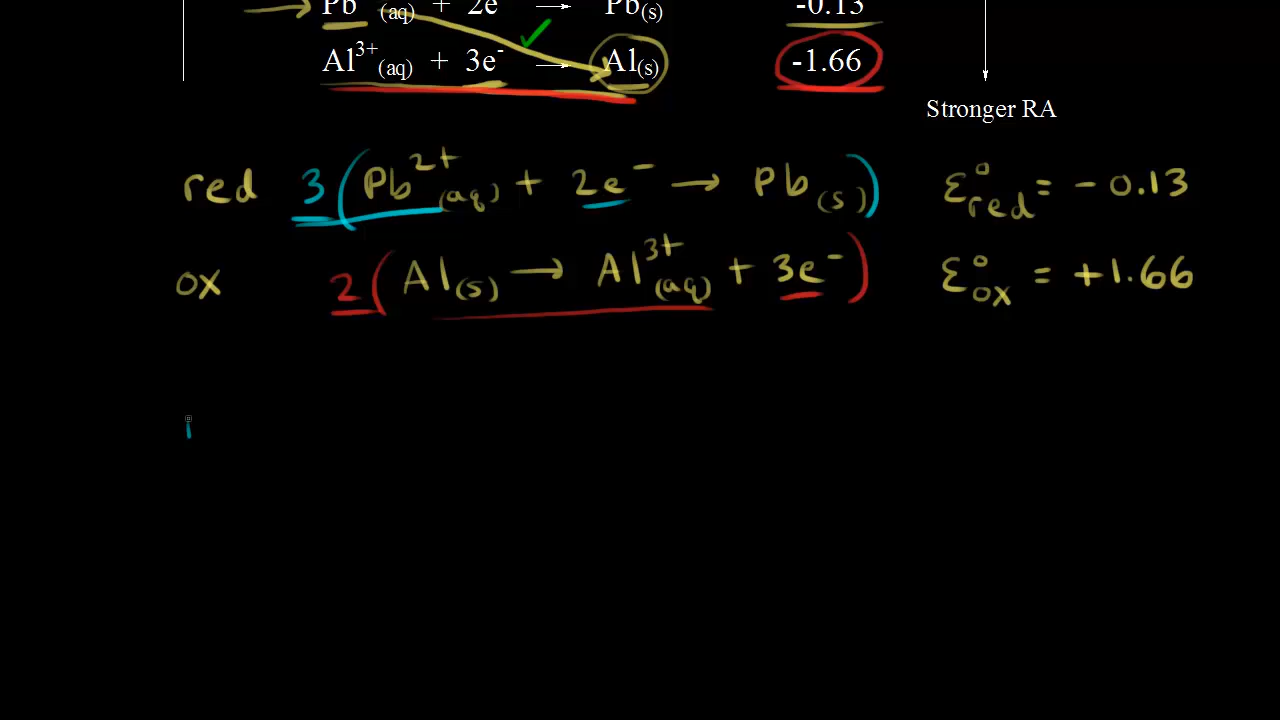 Pb (aq) + 2e → Pb(s) -0.13
Al³⁺(aq) + 3e⁻ → Al(s) -1.66
Stronger RA
red 3(Pb²⁺(aq) + 2e⁻ → Pb(s)) ℰ°red = -0.13
ox 2(Al(s) → Al³⁺(aq) + 3e⁻) ℰ°ox = +1.66